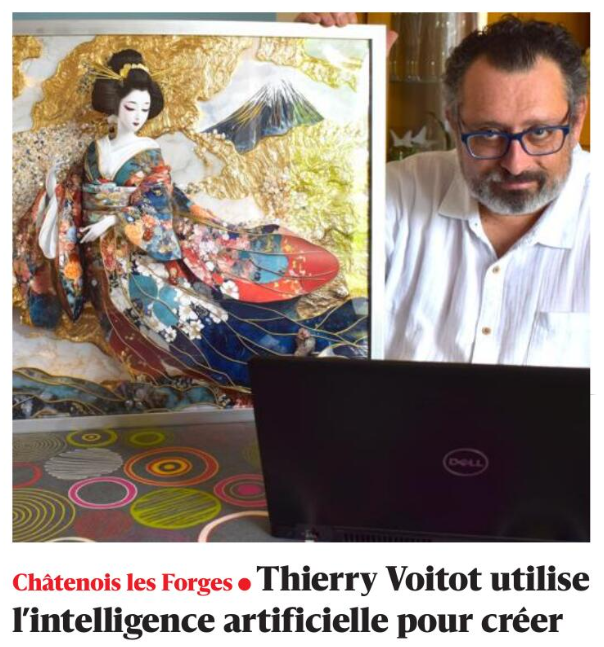 DELL
Châtenois les Forges ● Thierry Voitot utilise
l’intelligence artificielle pour créer